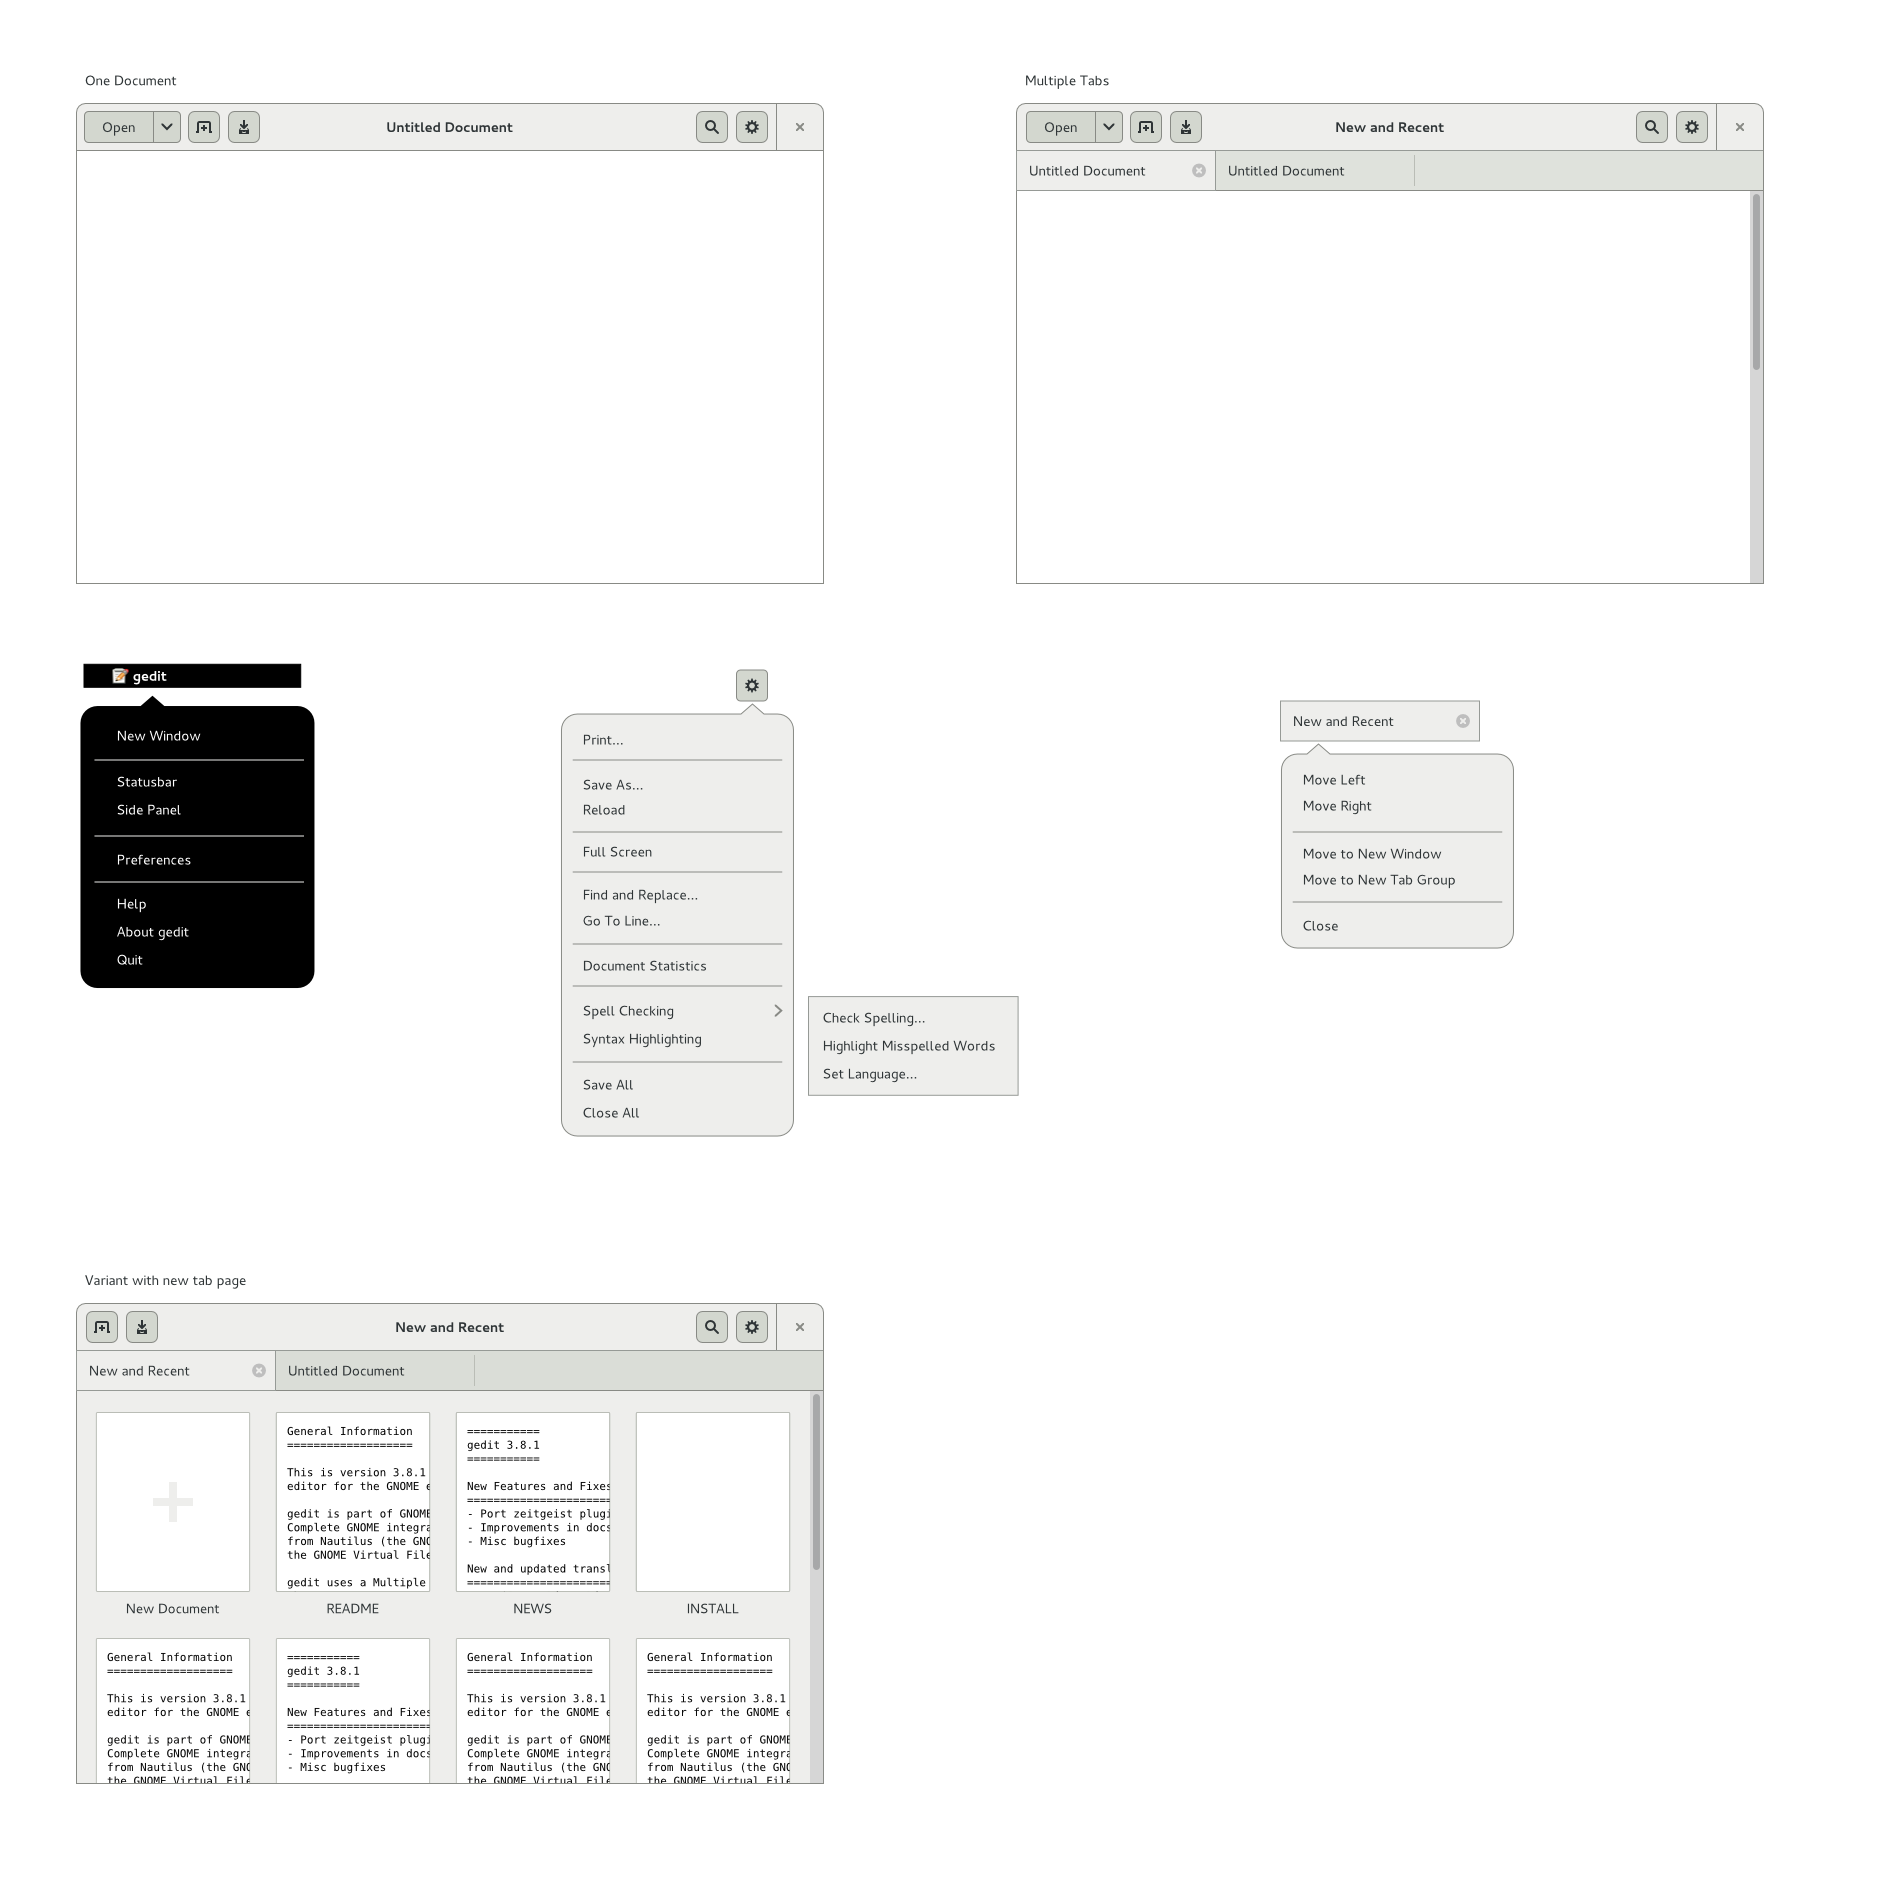 One Document
Open
Untitled Document
Multiple Tabs
Open
New and Recent
Untitled Document
Untitled Document
gedit
New Window
Statusbar
Side Panel
Preferences
Help
About gedit
Quit
Print...
Save As...
Reload
Full Screen
Find and Replace...
Go To Line...
Document Statistics
Spell Checking
Syntax Highlighting
Save All
Close All
Check Spelling...
Highlight Misspelled Words
Set Language...
New and Recent
Move Left
Move Right
Move to New Window
Move to New Tab Group
Close
Variant with new tab page
New and Recent
New and Recent
Untitled Document
New Document
General Information
===================
This is version 3.8.1
editor for the GNOME e
gedit is part of GNOME
Complete GNOME integra
from Nautilus (the GNO
the GNOME Virtual File
gedit uses a Multiple
README
===========
gedit 3.8.1
===========
New Features and Fixes
======================
- Port zeitgeist plugi
- Improvements in docs
- Misc bugfixes
New and updated transl
======================
NEWS
INSTALL
General Information
===================
This is version 3.8.1
editor for the GNOME e
gedit is part of GNOME
Complete GNOME integra
from Nautilus (the GNO
the GNOME Virtual File
===========
gedit 3.8.1
===========
New Features and Fixes
======================
- Port zeitgeist plugi
- Improvements in docs
- Misc bugfixes
General Information
===================
This is version 3.8.1
editor for the GNOME e
gedit is part of GNOME
Complete GNOME integra
from Nautilus (the GNO
the GNOME Virtual File
General Information
===================
This is version 3.8.1
editor for the GNOME e
gedit is part of GNOME
Complete GNOME integra
from Nautilus (the GNO
the GNOME Virtual File